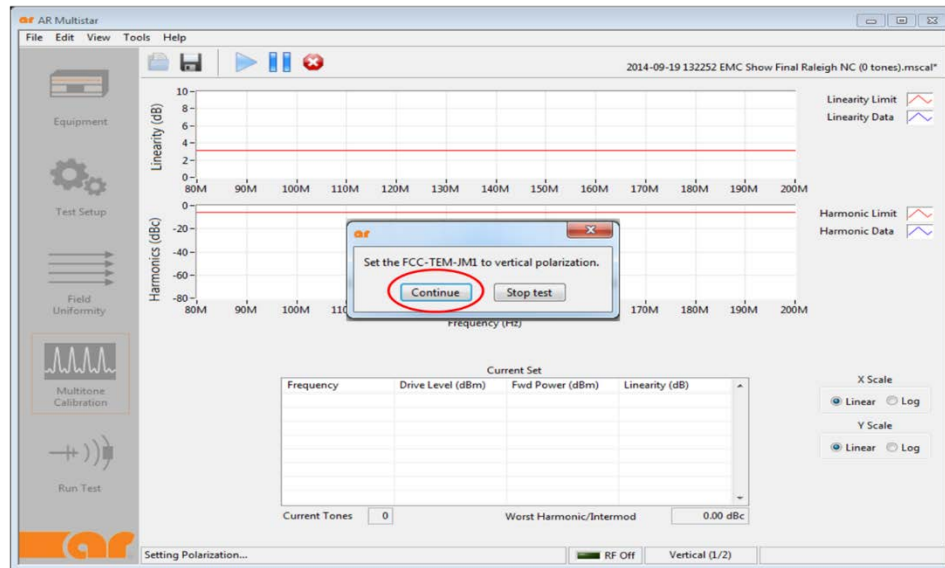 ar AR Multistar
File Edit View Tools Help
2014-09-19 132252 EMC Show Final Raleigh NC (0 tones).mscal*
Equipment
Test Setup
Field
Uniformity
Multitone
Calibration
Run Test
ar
Linearity (dB)
10
8
6
4
2
0
80M 90M 100M 110M 120M 130M 140M 150M 160M 170M 180M 190M 200M
Linearity Limit
Linearity Data
Harmonics (dBc)
0
-20
-40
-60
-80
80M 90M 100M 110 170M 180M 190M 200M
Frequency (Hz)
Harmonic Limit
Harmonic Data
ar
Set the FCC-TEM-JM1 to vertical polarization.
Continue Stop test
Current Set
Frequency Drive Level (dBm) Fwd Power (dBm) Linearity (dB)
Current Tones 0 Worst Harmonic/Intermod 0.00 dBc
X Scale
Linear Log
Y Scale
Linear Log
Setting Polarization... RF Off Vertical (1/2)